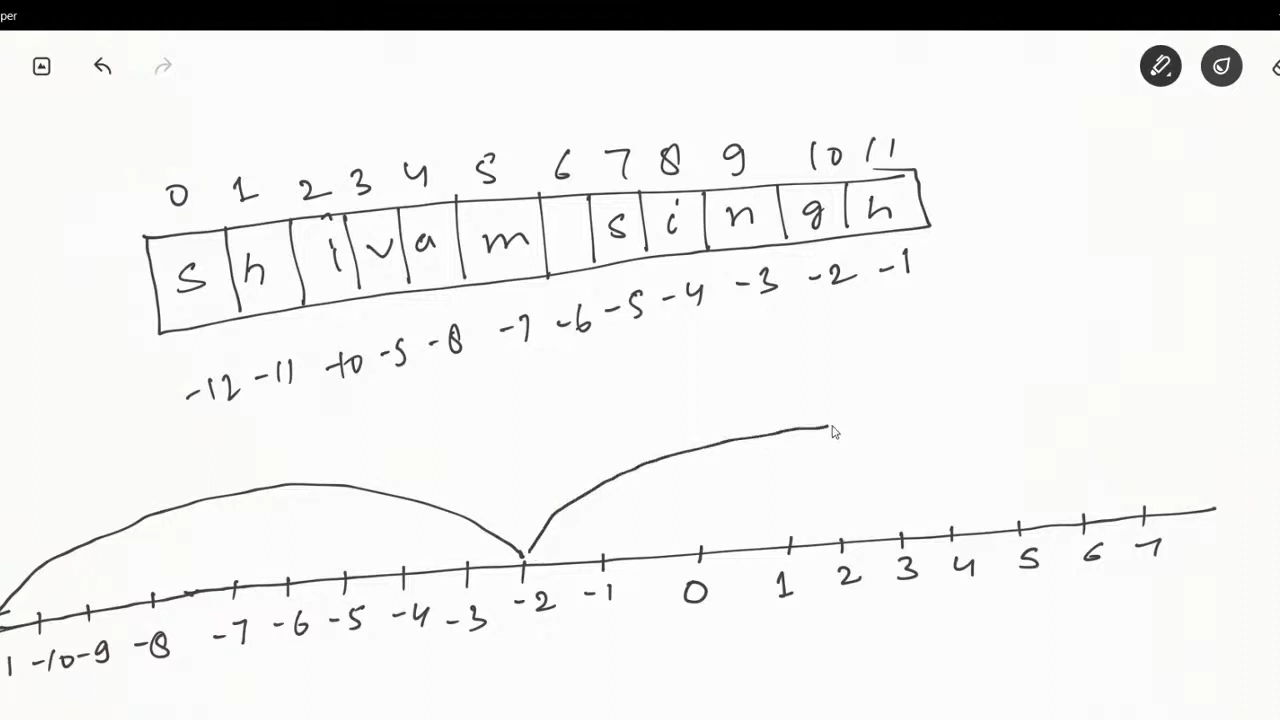 per
0 1 2 3 4 5 6 7 8 9 10 11
s h i v a m s i n g h
-12 -11 -10 -5 -8 -7 -6 -5 -4 -3 -2 -1
1 -10 -9 -8 -7 -6 -5 -4 -3 -2 -1 0 1 2 3 4 5 6 7